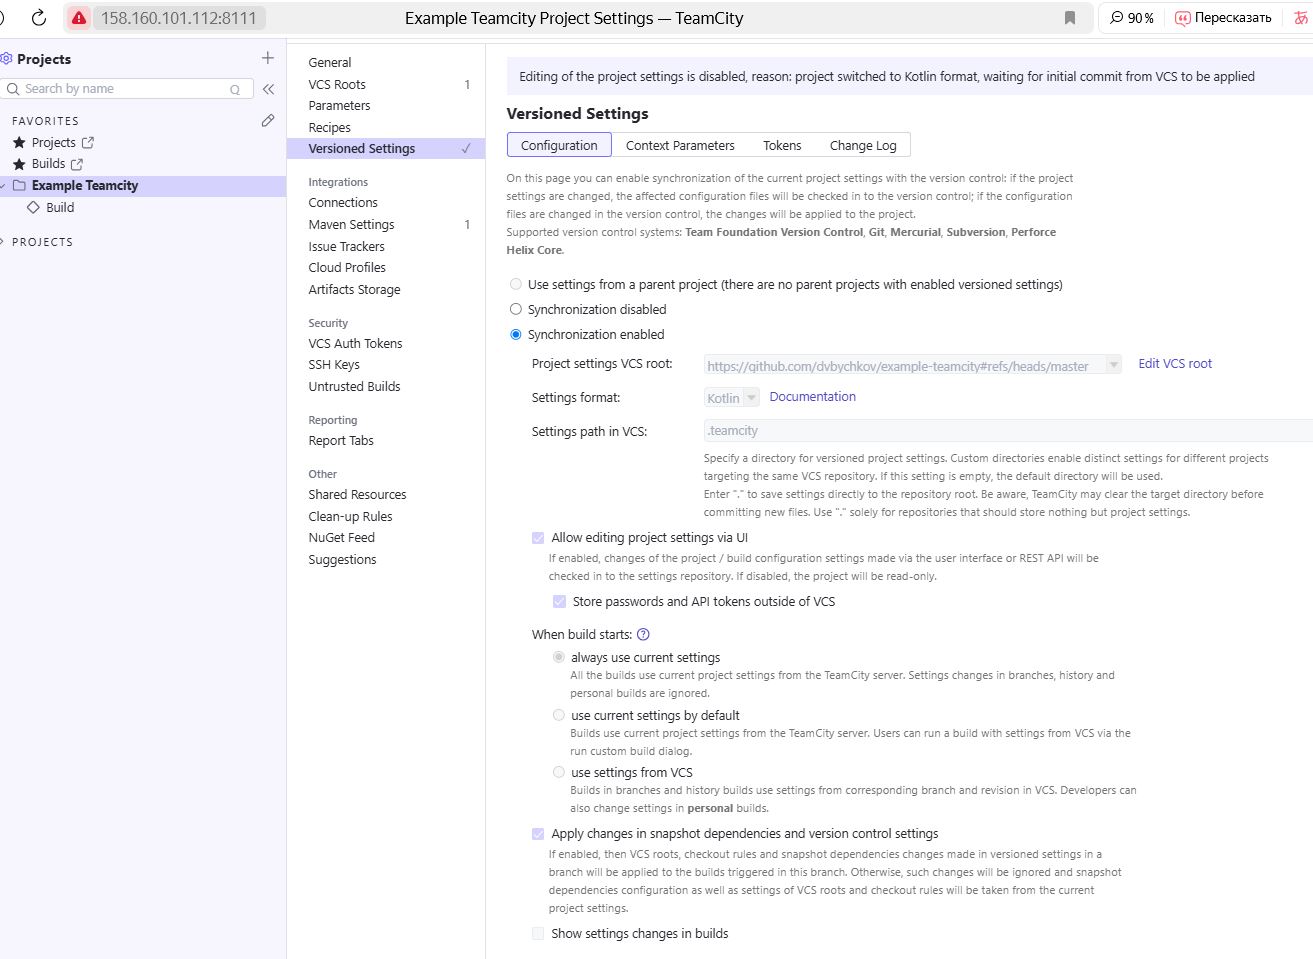 158.160.101.112:8111
Example Teamcity Project Settings — TeamCity
90 %
Пересказать
あ
Projects
Search by name
FAVORITES
Projects
Builds
Example Teamcity
Build
PROJECTS
General
VCS Roots 1
Parameters
Recipes
Versioned Settings
Integrations
Connections
Maven Settings 1
Issue Trackers
Cloud Profiles
Artifacts Storage
Security
VCS Auth Tokens
SSH Keys
Untrusted Builds
Reporting
Report Tabs
Other
Shared Resources
Clean-up Rules
NuGet Feed
Suggestions
Editing of the project settings is disabled, reason: project switched to Kotlin format, waiting for initial commit from VCS to be applied
Versioned Settings
Configuration Context Parameters Tokens Change Log
On this page you can enable synchronization of the current project settings with the version control: if the project
settings are changed, the affected configuration files will be checked in to the version control; if the configuration
files are changed in the version control, the changes will be applied to the project.
Supported version control systems: Team Foundation Version Control, Git, Mercurial, Subversion, Perforce
Helix Core.
Use settings from a parent project (there are no parent projects with enabled versioned settings)
Synchronization disabled
Synchronization enabled
Project settings VCS root: https://github.com/dvbychkov/example-teamcity#refs/heads/master Edit VCS root
Settings format: Kotlin Documentation
Settings path in VCS: .teamcity
Specify a directory for versioned project settings. Custom directories enable distinct settings for different projects
targeting the same VCS repository. If this setting is empty, the default directory will be used.
Enter "." to save settings directly to the repository root. Be aware, TeamCity may clear the target directory before
committing new files. Use "." solely for repositories that should store nothing but project settings.
Allow editing project settings via UI
If enabled, changes of the project / build configuration settings made via the user interface or REST API will be
checked in to the settings repository. If disabled, the project will be read-only.
Store passwords and API tokens outside of VCS
When build starts: ?
always use current settings
All the builds use current project settings from the TeamCity server. Settings changes in branches, history and
personal builds are ignored.
use current settings by default
Builds use current project settings from the TeamCity server. Users can run a build with settings from VCS via the
run custom build dialog.
use settings from VCS
Builds in branches and history builds use settings from corresponding branch and revision in VCS. Developers can
also change settings in personal builds.
Apply changes in snapshot dependencies and version control settings
If enabled, then VCS roots, checkout rules and snapshot dependencies changes made in versioned settings in a
branch will be applied to the builds triggered in this branch. Otherwise, such changes will be ignored and snapshot
dependencies configuration as well as settings of VCS roots and checkout rules will be taken from the current
project settings.
Show settings changes in builds